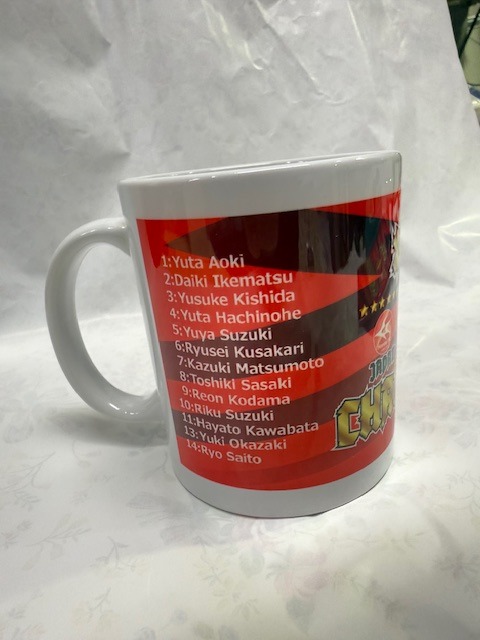 1:Yuta Aoki
2:Daiki Ikematsu
3:Yusuke Kishida
4:Yuta Hachinohe
5:Yuya Suzuki
6:Ryusei Kusakari
7:Kazuki Matsumoto
8:Toshiki Sasaki
9:Reon Kodama
10:Riku Suzuki
11:Hayato Kawabata
13:Yuki Okazaki
14:Ryo Saito